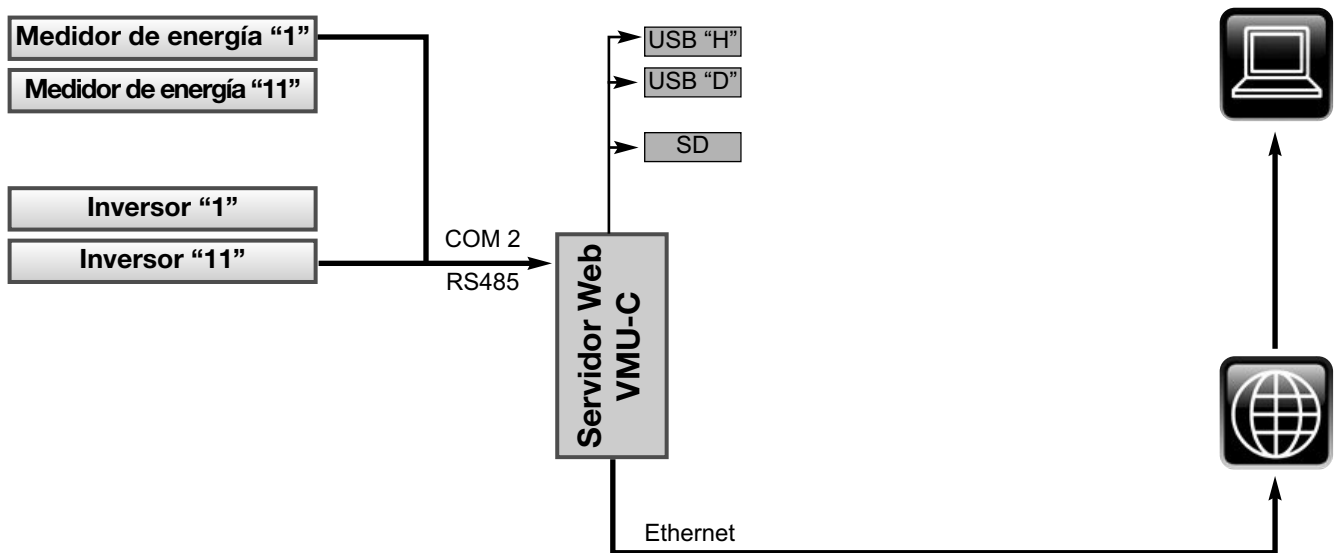 Medidor de energía “1”
Medidor de energía “11”
Inversor “1”
Inversor “11”
COM 2
RS485
USB “H”
USB “D”
SD
Servidor Web
VMU-C
Ethernet